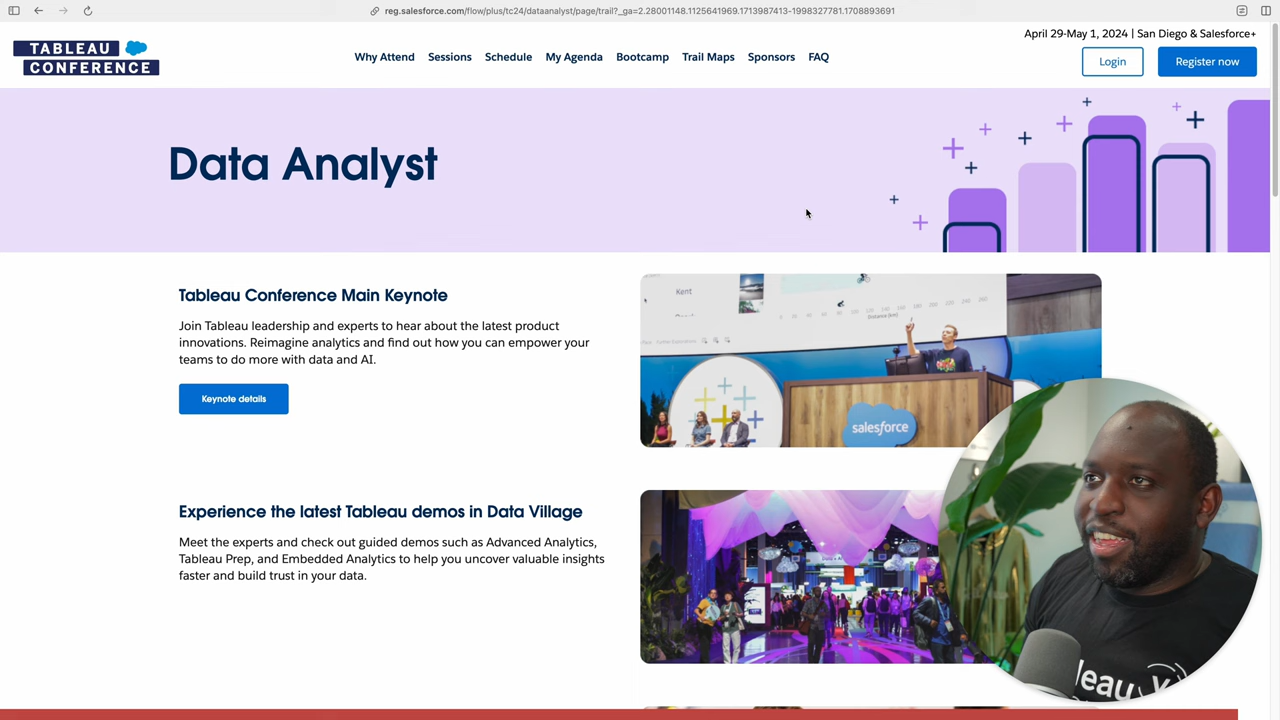 reg.salesforce.com/flow/plus/tc24/dataanalyst/page/trail?_ga=2.28001148.1125641969.1713987413-1998327781.1708893691
April 29-May 1, 2024 | San Diego & Salesforce+
TABLEAU
CONFERENCE
Why Attend
Sessions
Schedule
My Agenda
Bootcamp
Trail Maps
Sponsors
FAQ
Login
Register now
Data Analyst
Tableau Conference Main Keynote
Join Tableau leadership and experts to hear about the latest product
innovations. Reimagine analytics and find out how you can empower your
teams to do more with data and AI.
Keynote details
Kent
Distance (km)
salesforce
Experience the latest Tableau demos in Data Village
Meet the experts and check out guided demos such as Advanced Analytics,
Tableau Prep, and Embedded Analytics to help you uncover valuable insights
faster and build trust in your data.
eau